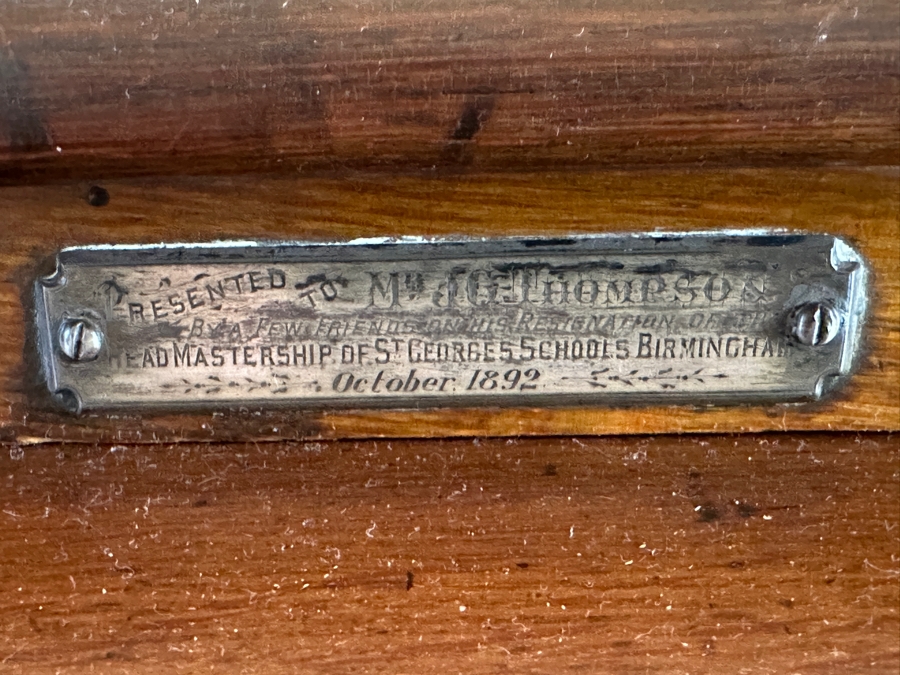 PRESENTED TO Mr. J.G. THOMPSON
BY A FEW FRIENDS ON HIS RESIGNATION OF THE
HEAD MASTERSHIP OF ST GEORGES SCHOOLS BIRMINGHAM
October 1892